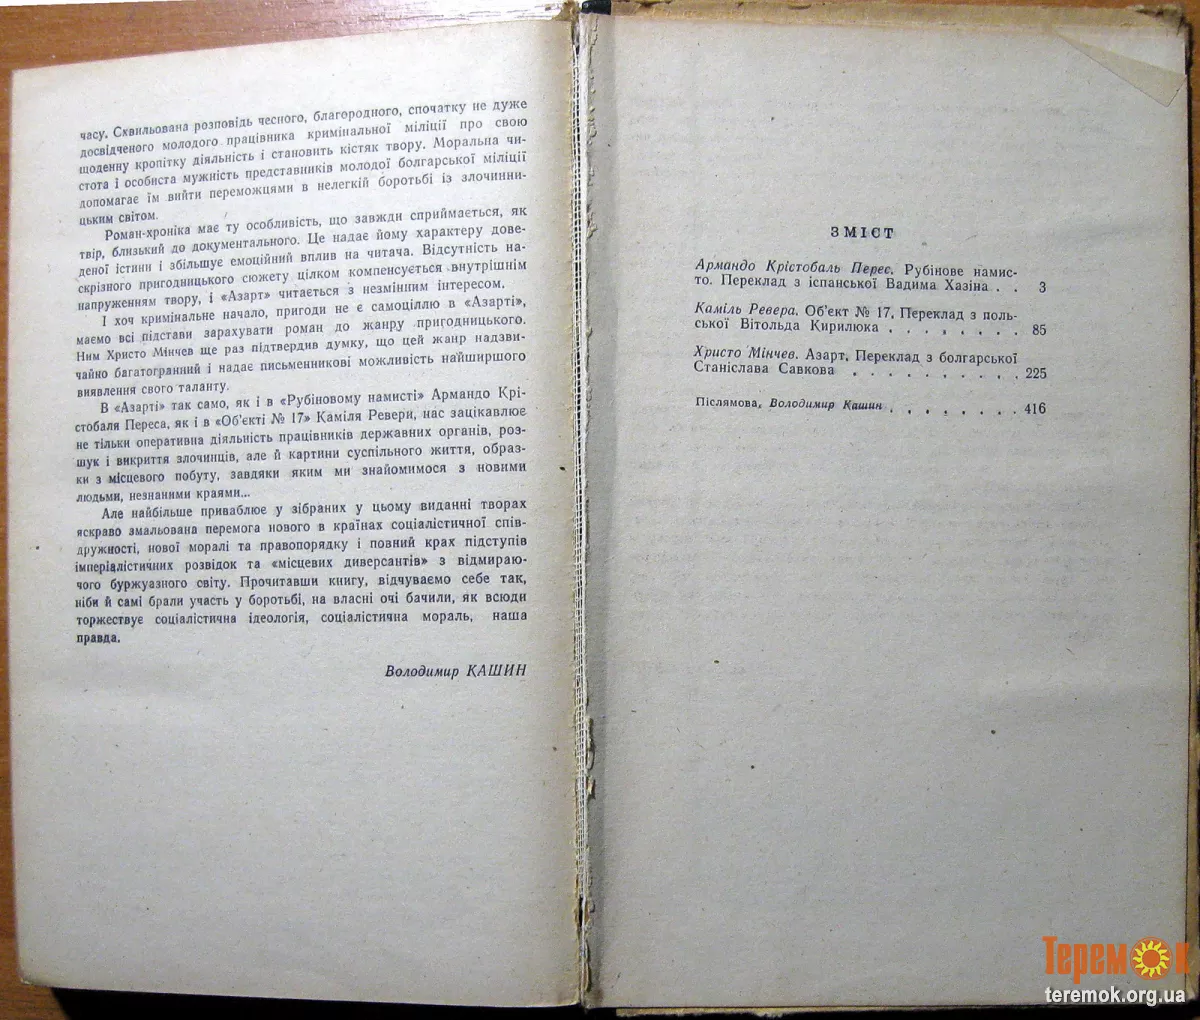 часу. Схвильована розповідь чесного, благородного, спочатку не дуже
досвідченого молодого працівника кримінальної міліції про свою
щоденну кропітку діяльність і становить кістяк твору. Моральна чи-
стота і особиста мужність представників молодої болгарської міліції
допомагає їм вийти переможцями в нелегкій боротьбі із злочинни-
цьким світом.
Роман-хроніка має ту особливість, що завжди сприймається, як
твір, близький до документального. Це надає йому характеру дове-
деної істини і збільшує емоційний вплив на читача. Відсутність на-
скрізного пригодницького сюжету цілком компенсується внутрішнім
напруженням твору, і «Азарт» читається з незмінним інтересом.
І хоч кримінальне начало, пригоди не є самоціллю в «Азарті»,
маємо всі підстави зарахувати роман до жанру пригодницького.
Ним Христо Мінчев ще раз підтвердив думку, що цей жанр надзви-
чайно багатогранний і надає письменникові можливість найширшого
виявлення свого таланту.
В «Азарті» так само, як і в «Рубіновому намисті» Армандо Крі-
стобаля Переса, як і в «Об'єкті № 17» Каміля Ревери, нас зацікавлює
не тільки оперативна діяльність працівників державних органів, роз-
шук і викриття злочинців, але й картини суспільного життя, образ-
ки з місцевого побуту, завдяки яким ми знайомимося з новими
людьми, незнаними краями...
Але найбільше приваблює у зібраних у цьому виданні творах
яскраво змальована перемога нового в країнах соціалістичної спів-
дружності, нової моралі та правопорядку і повний крах підступів
імперіалістичних розвідок та «місцевих диверсантів» з відмираю-
чого буржуазного світу. Прочитавши книгу, відчуваємо себе так,
ніби й самі брали участь у боротьбі, на власні очі бачили, як всюди
торжествує соціалістична ідеологія, соціалістична мораль, наша
правда.
Володимир КАШИН
ЗМІСТ
Армандо Крістобаль Перес. Рубінове намис-
то. Переклад з іспанської Вадима Хазіна . . 3
Каміль Ревера. Об'єкт № 17. Переклад з поль-
ської Вітольда Кирилюка . . . . . . . . 85
Христо Мінчев. Азарт. Переклад з болгарської
Станіслава Савкова . . . . . . . . . . 225
Післямова. Володимир Кашин . . . . . . . . 416
Теремок
teremok.org.ua